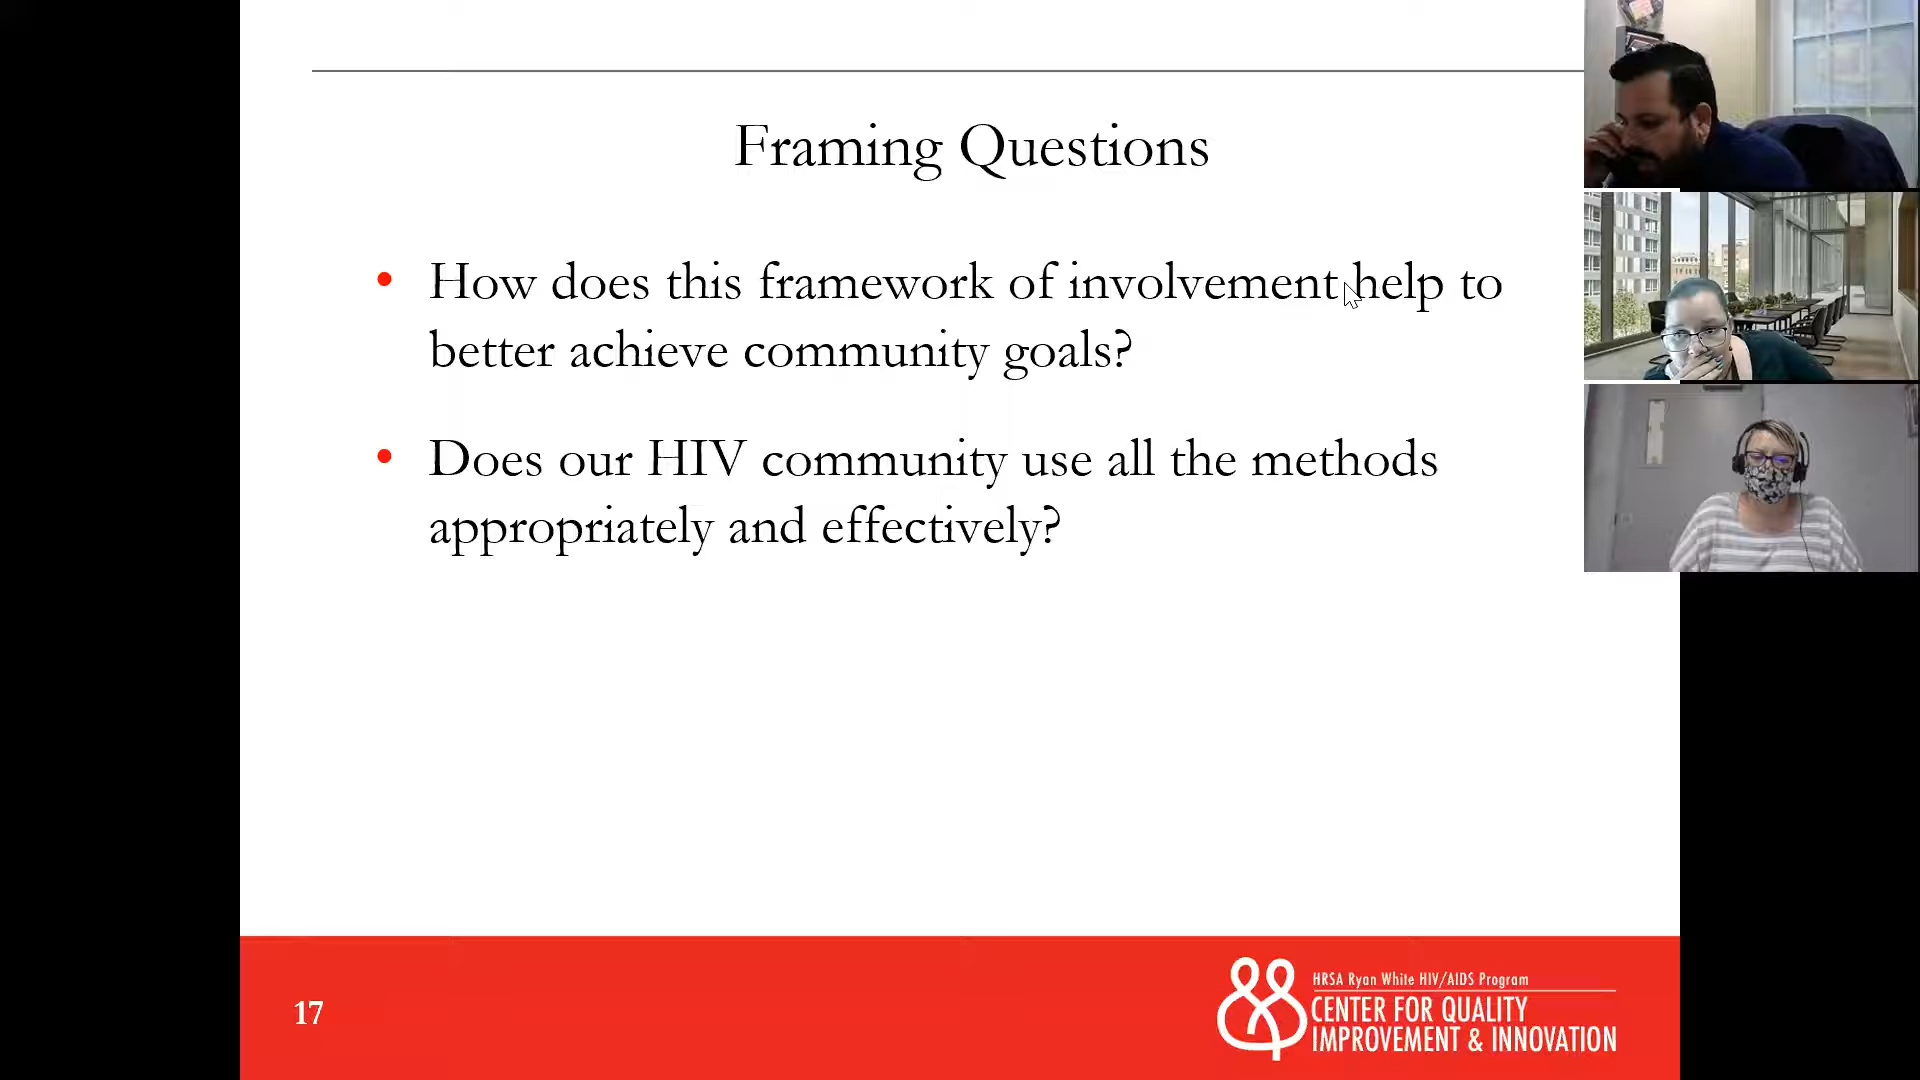 Framing Questions
• How does this framework of involvement help to
better achieve community goals?
• Does our HIV community use all the methods
appropriately and effectively?
17
HRSA Ryan White HIV/AIDS Program
CENTER FOR QUALITY
IMPROVEMENT & INNOVATION